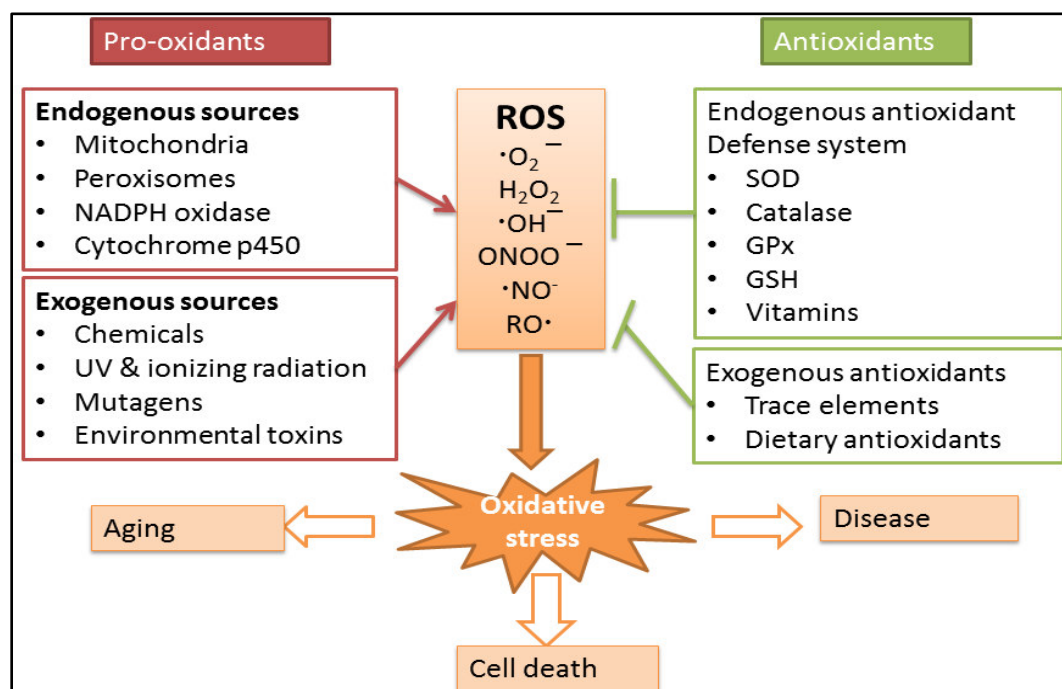 Pro-oxidants
Antioxidants
Endogenous sources
• Mitochondria
• Peroxisomes
• NADPH oxidase
• Cytochrome p450
Exogenous sources
• Chemicals
• UV & ionizing radiation
• Mutagens
• Environmental toxins
ROS
·O₂⁻
H₂O₂
·OH⁻
ONOO⁻
·NO⁻
RO·
Endogenous antioxidant
Defense system
• SOD
• Catalase
• GPx
• GSH
• Vitamins
Exogenous antioxidants
• Trace elements
• Dietary antioxidants
Oxidative
stress
Aging
Disease
Cell death